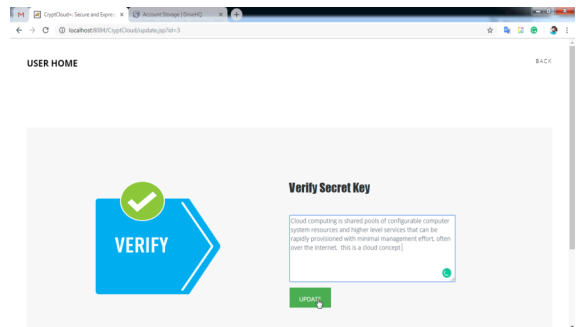 CryptCloud+: Secure and Expres
Account Storage | DriveHQ
localhost:8084/CryptCloud/update.jsp?id=3
USER HOME
BACK
VERIFY
Verify Secret Key
Cloud computing is shared pools of configurable computer
system resources and higher level services that can be
rapidly provisioned with minimal management effort, often
over the Internet. this is a cloud concept
UPDATE